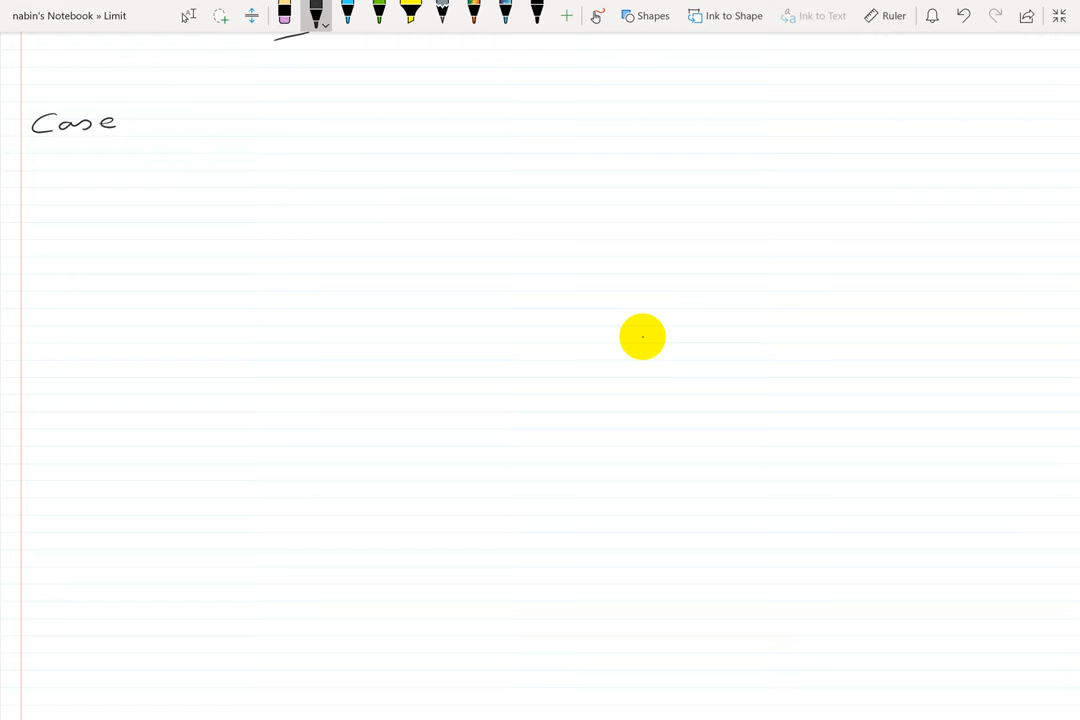 nabin's Notebook » Limit
Shapes
Ink to Shape
Ink to Text
Ruler
Case